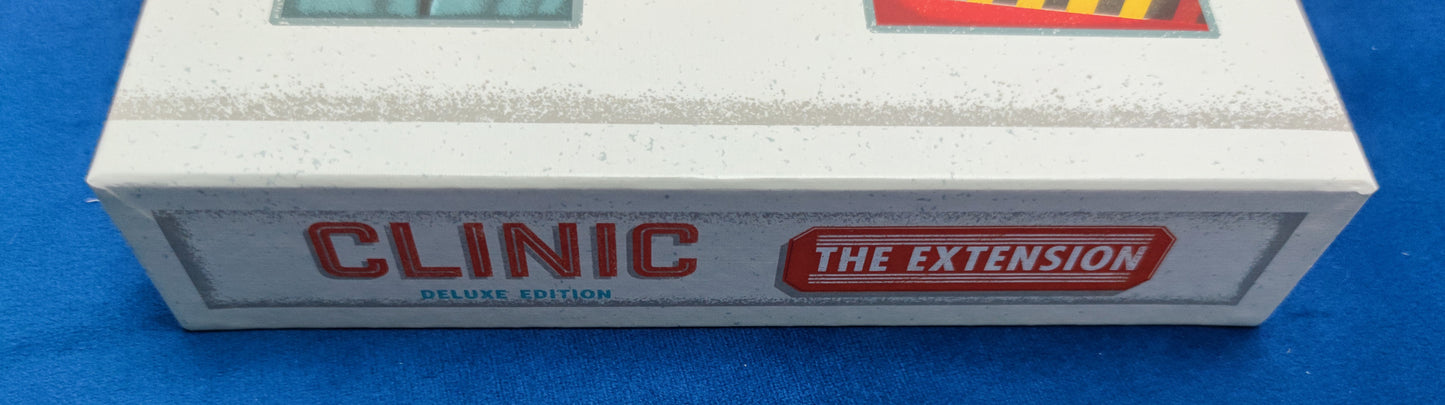 CLINIC
DELUXE EDITION
THE EXTENSION